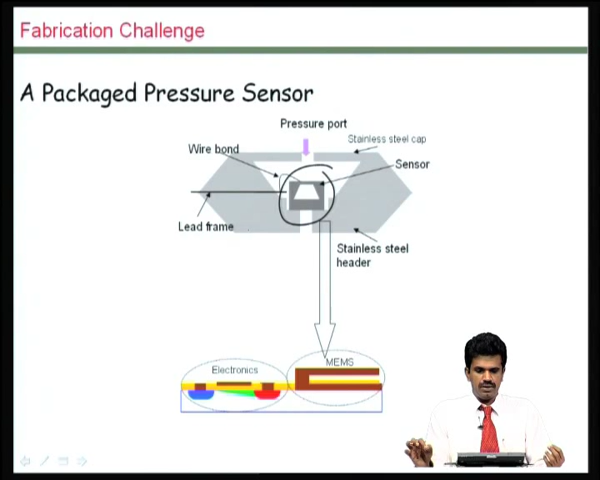 Fabrication Challenge
A Packaged Pressure Sensor
Pressure port
Stainless steel cap
Wire bond
Sensor
Lead frame
Stainless steel
header
Electronics
MEMS